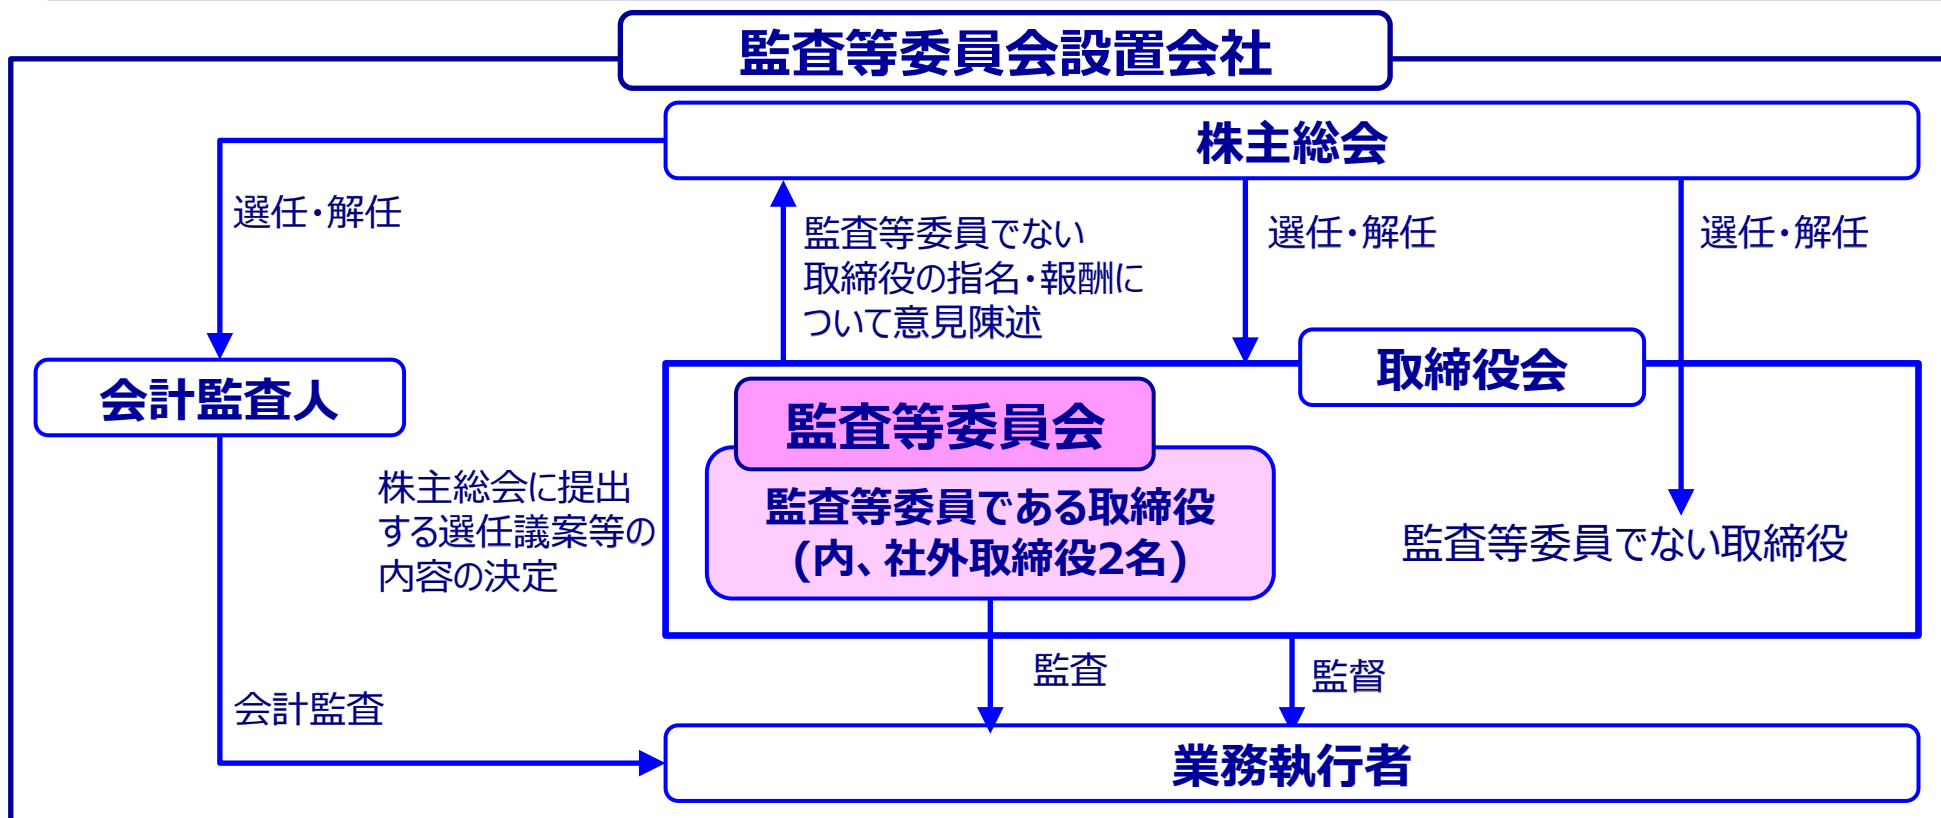 監査等委員会設置会社
株主総会
選任・解任
監査等委員でない
取締役の指名・報酬に
ついて意見陳述
選任・解任
選任・解任
取締役会
会計監査人
監査等委員会
株主総会に提出
する選任議案等の
内容の決定
監査等委員である取締役
(内、社外取締役2名)
監査等委員でない取締役
監査
監督
会計監査
業務執行者